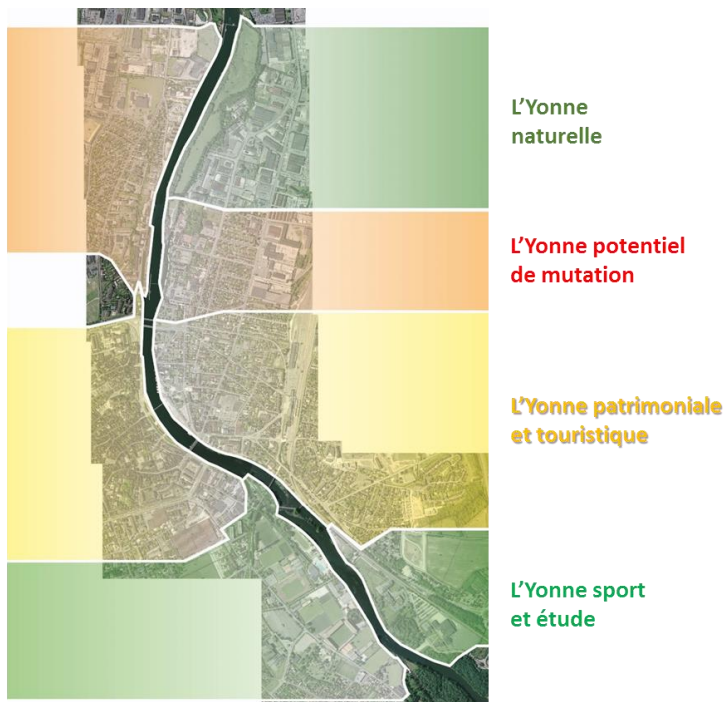 L'Yonne
naturelle
L'Yonne potentiel
de mutation
L'Yonne patrimoniale
et touristique
L'Yonne sport
et étude